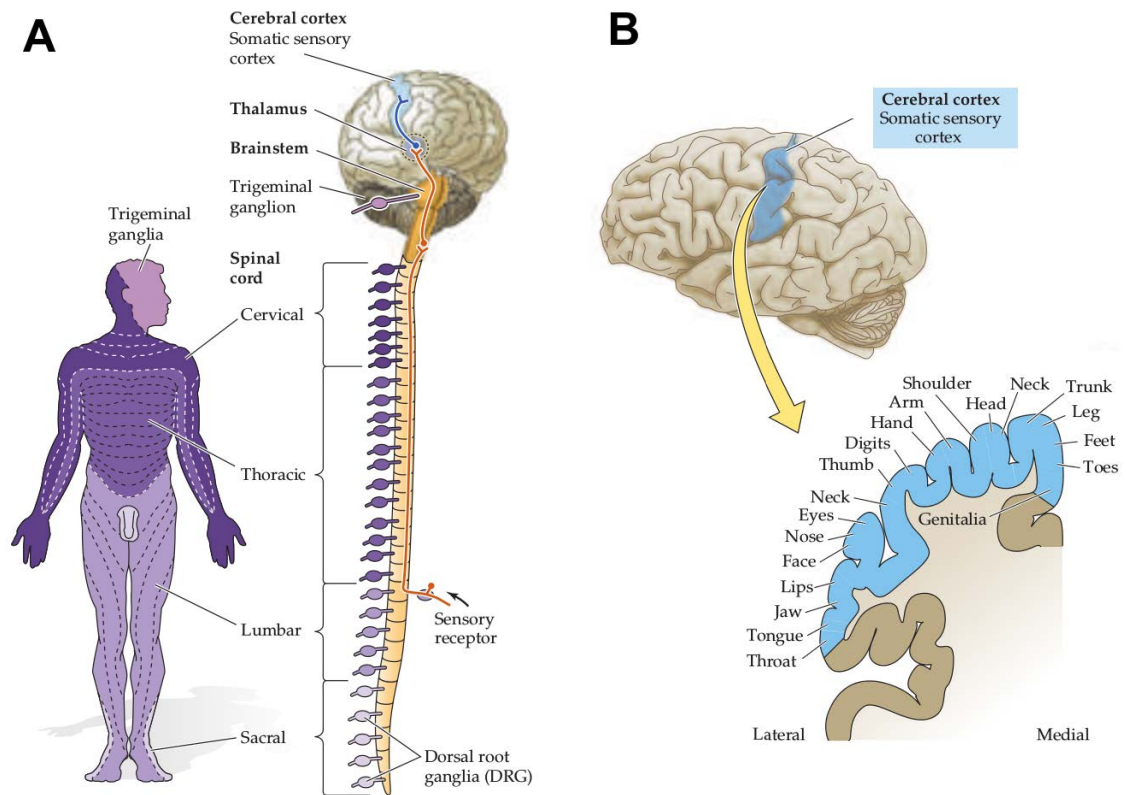 A
Cerebral cortex
Somatic sensory
cortex
Thalamus
Brainstem
Trigeminal
ganglion
Trigeminal
ganglia
Spinal
cord
Cervical
Thoracic
Lumbar
Sacral
Sensory
receptor
Dorsal root
ganglia (DRG)
B
Cerebral cortex
Somatic sensory
cortex
Shoulder
Arm
Hand
Digits
Thumb
Neck
Eyes
Nose
Face
Lips
Jaw
Tongue
Throat
Head
Neck
Trunk
Leg
Feet
Toes
Genitalia
Lateral
Medial